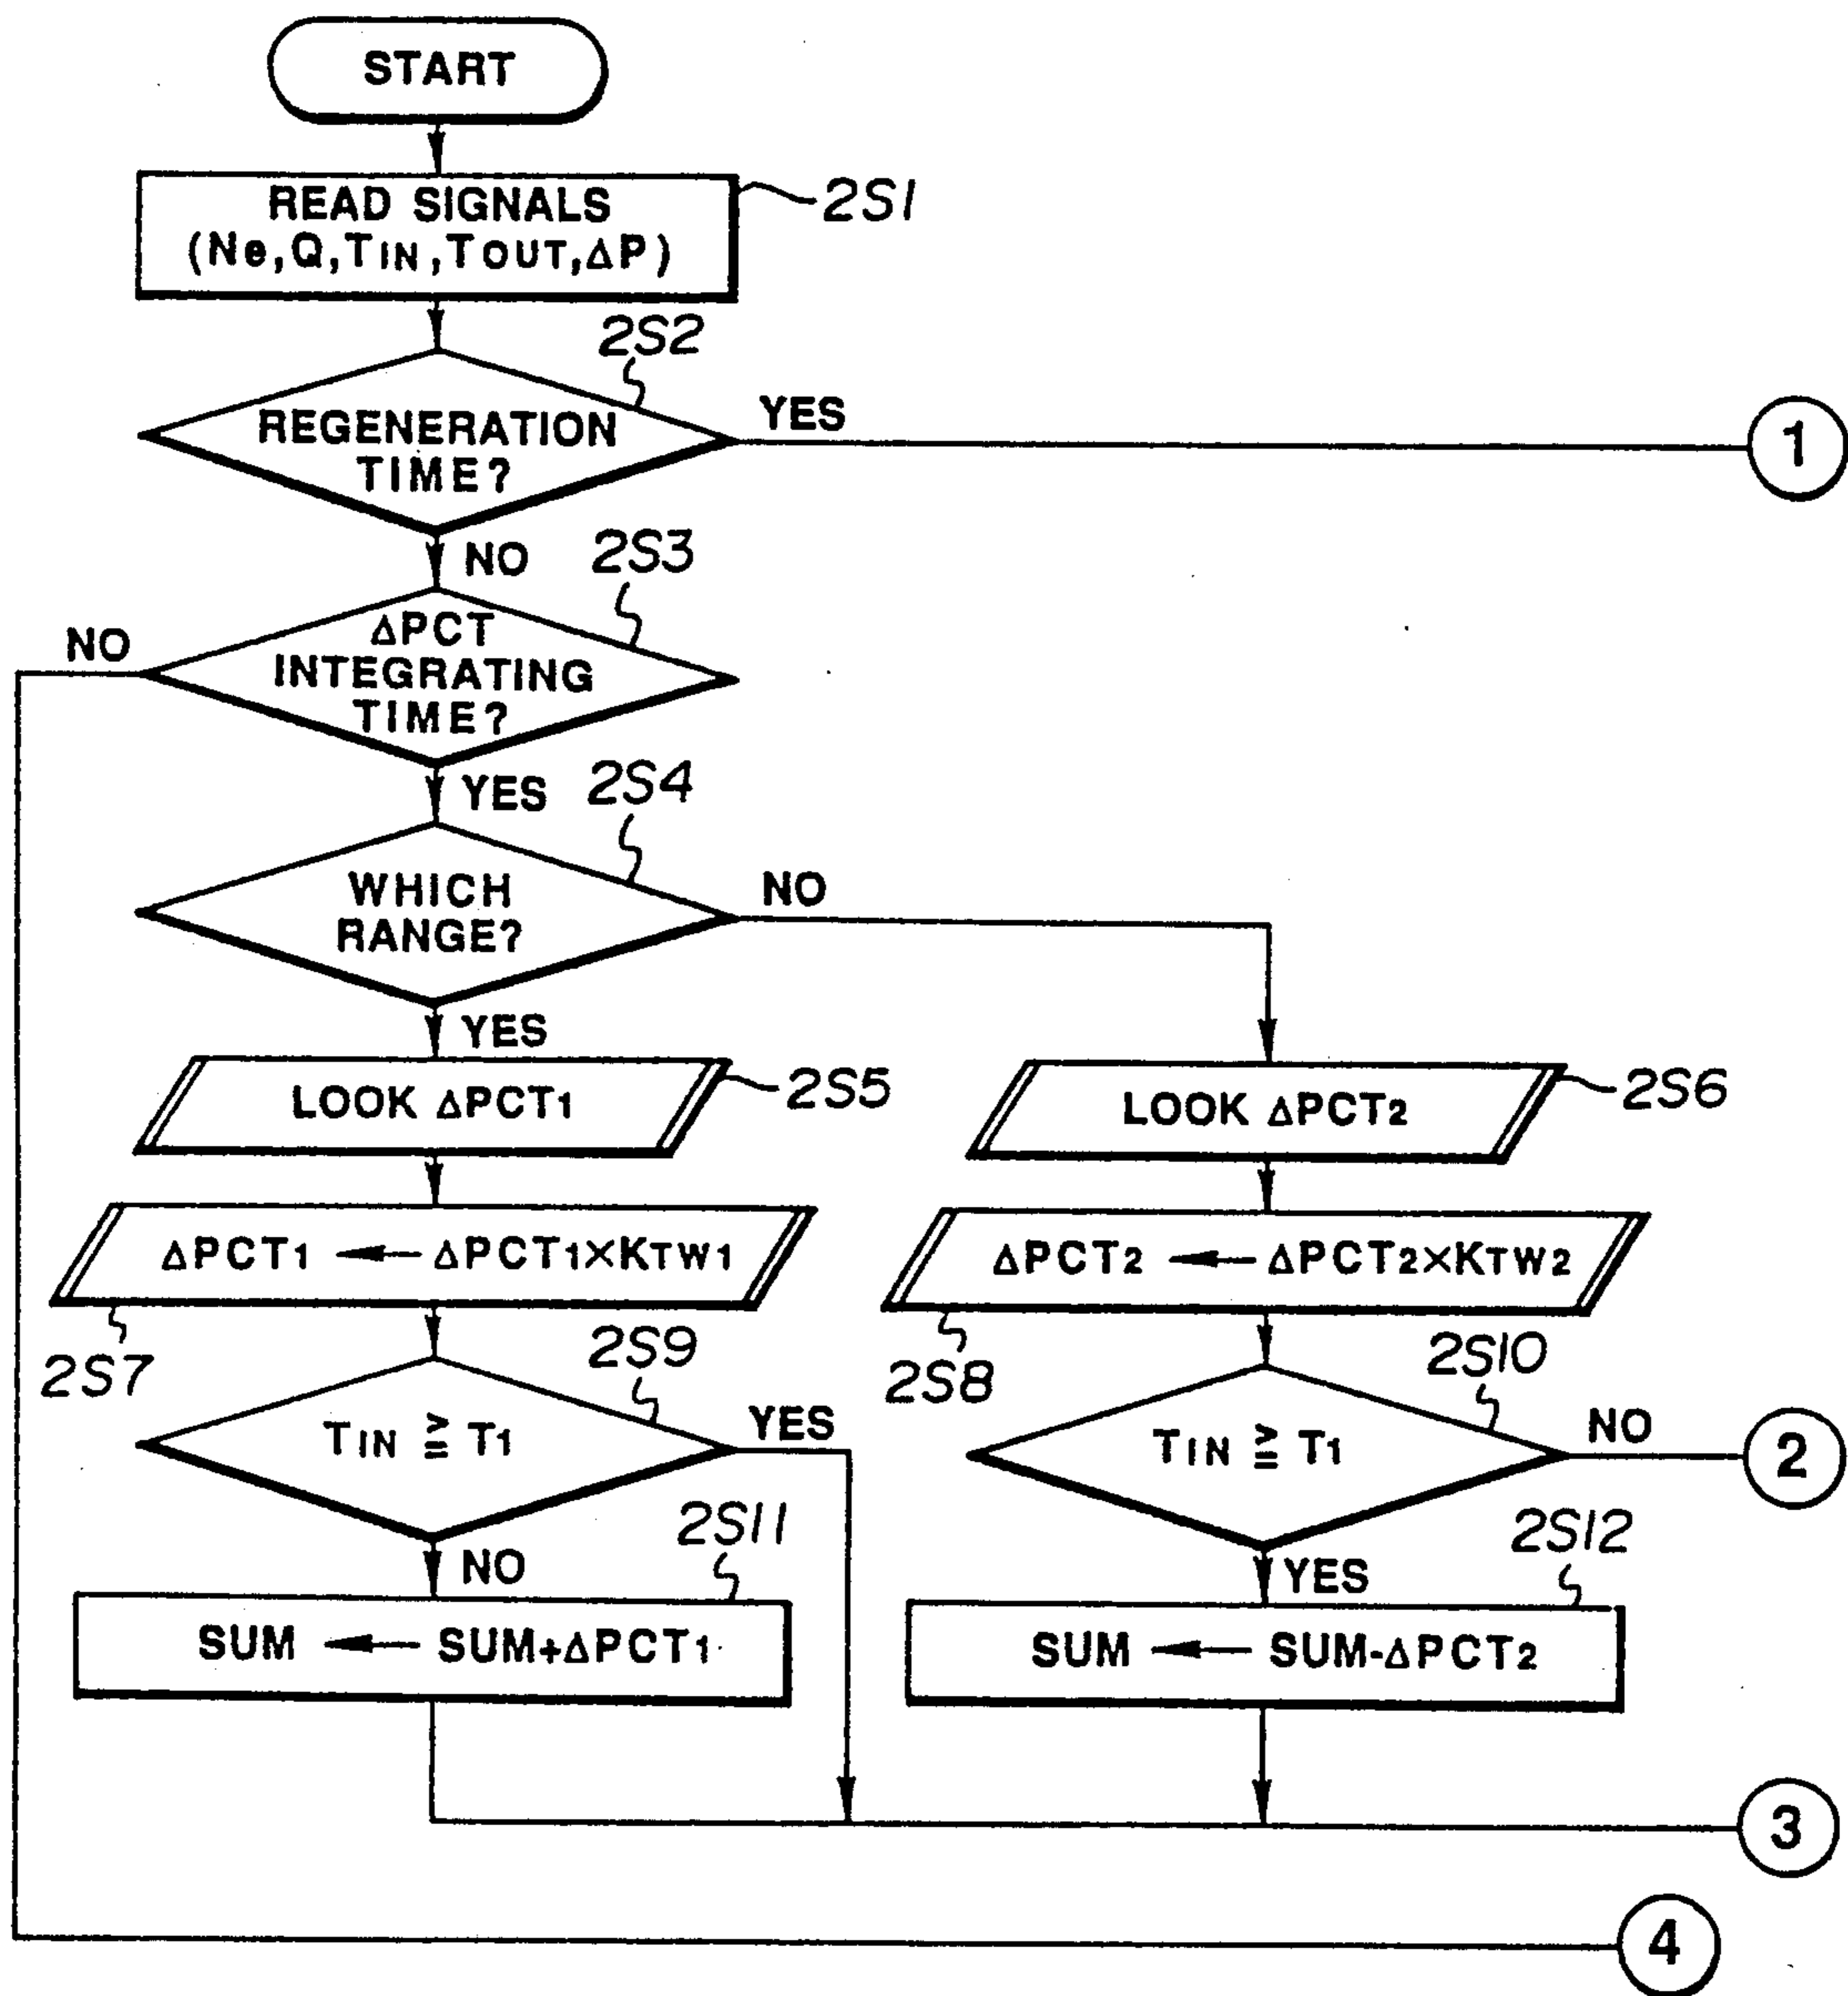 START
READ SIGNALS
(Ne,Q,TIN,TOUT,ΔP)
2S1
2S2
REGENERATION
TIME?
YES
1
NO
2S3
ΔPCT
INTEGRATING
TIME?
NO
YES
2S4
WHICH
RANGE?
NO
YES
LOOK ΔPCT1
2S5
LOOK ΔPCT2
2S6
ΔPCT1 ← ΔPCT1×KTW1
2S7
ΔPCT2 ← ΔPCT2×KTW2
2S8
2S9
TIN ≧ T1
YES
2S10
TIN ≧ T1
NO
2
NO
2S11
YES
2S12
SUM ← SUM+ΔPCT1
SUM ← SUM-ΔPCT2
3
4